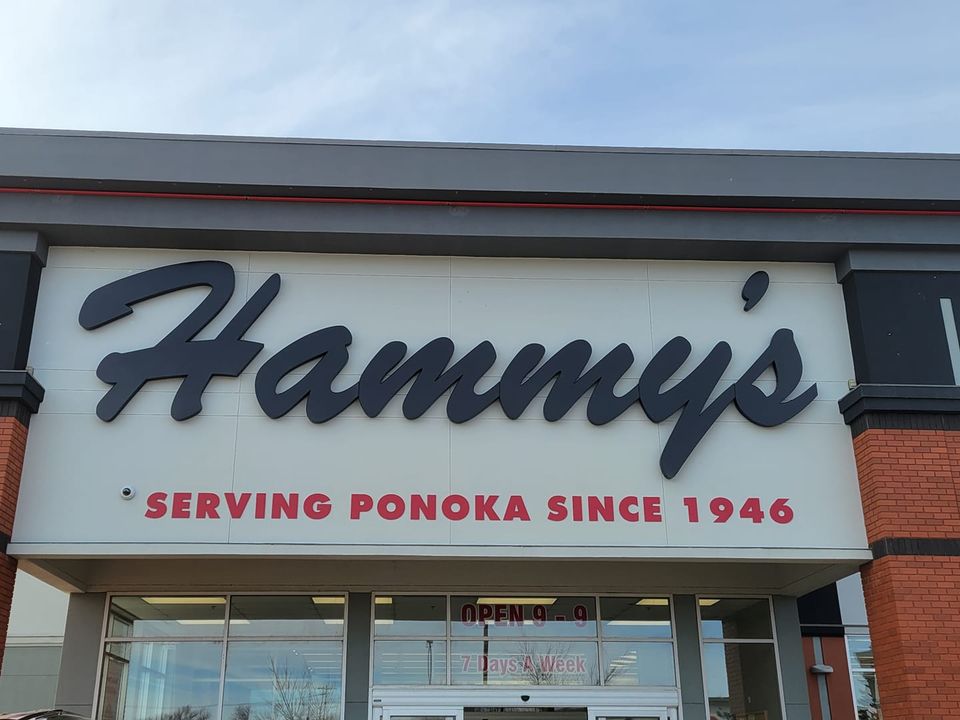 Hammy's
SERVING PONOKA SINCE 1946
OPEN 9 - 9
7 Days A Week